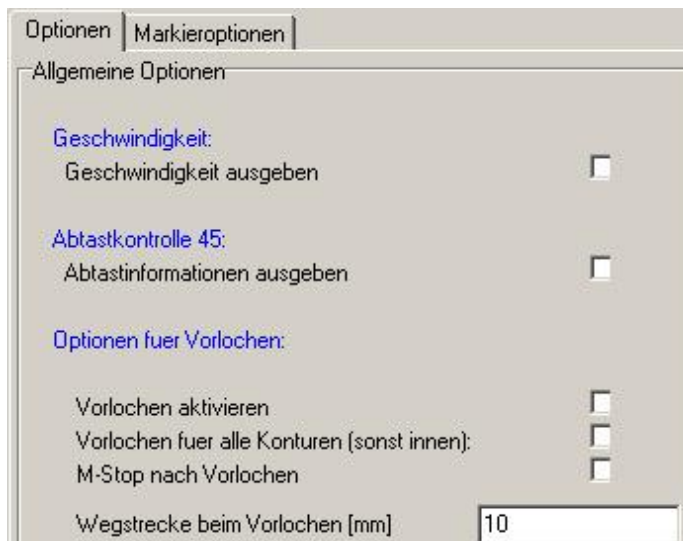 Optionen Markieroptionen
Allgemeine Optionen
Geschwindigkeit:
Geschwindigkeit ausgeben
Abtastkontrolle 45:
Abtastinformationen ausgeben
Optionen fuer Vorlochen:
Vorlochen aktivieren
Vorlochen fuer alle Konturen (sonst innen):
M-Stop nach Vorlochen
Wegstrecke beim Vorlochen [mm] 10